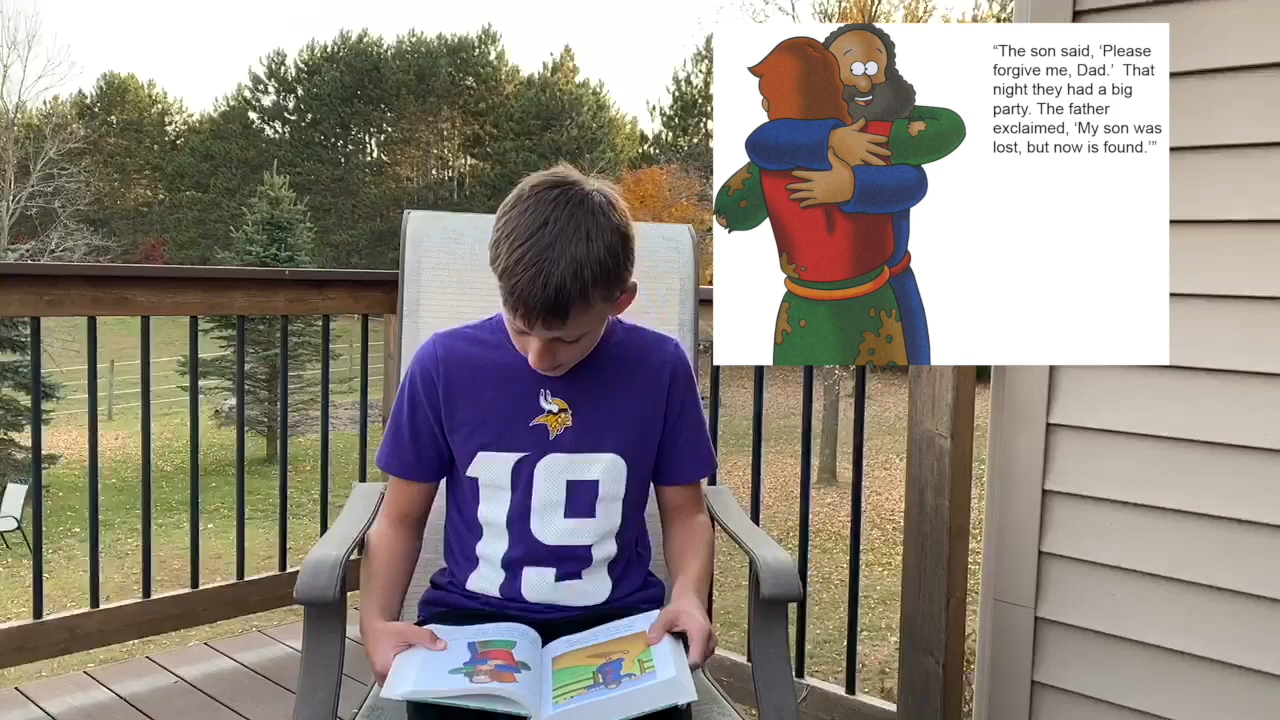 “The son said, ‘Please
forgive me, Dad.’ That
night they had a big
party. The father
exclaimed, ‘My son was
lost, but now is found.’”
19